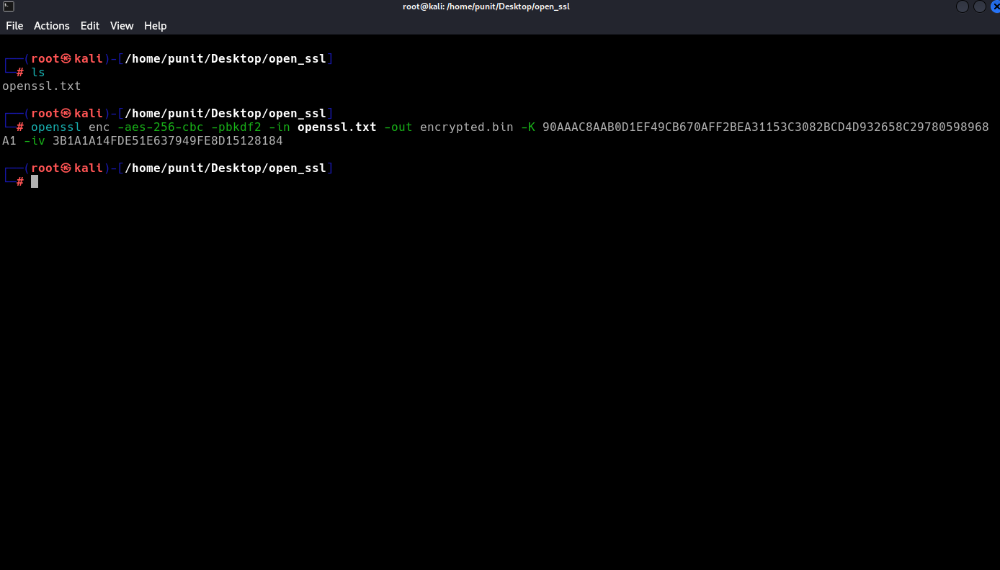 root@kali: /home/punit/Desktop/open_ssl
File Actions Edit View Help
┌──(root㉿kali)-[/home/punit/Desktop/open_ssl]
└─# ls
openssl.txt
┌──(root㉿kali)-[/home/punit/Desktop/open_ssl]
└─# openssl enc -aes-256-cbc -pbkdf2 -in openssl.txt -out encrypted.bin -K 90AAAC8AAB0D1EF49CB670AFF2BEA31153C3082BCD4D932658C29780598968
A1 -iv 3B1A1A14FDE51E637949FE8D15128184
┌──(root㉿kali)-[/home/punit/Desktop/open_ssl]
└─#